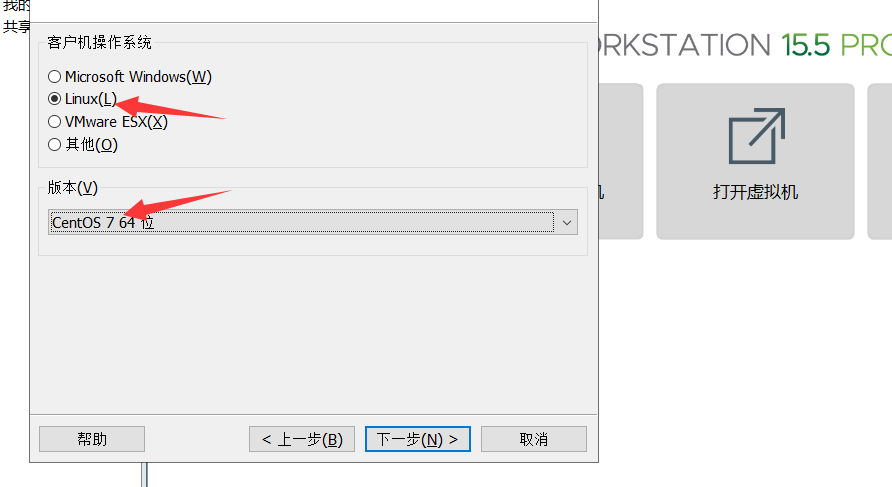 我的
共享
客户机操作系统
Microsoft Windows(W)
Linux(L)
VMware ESX(X)
其他(O)
版本(V)
CentOS 7 64 位
帮助
< 上一步(B)
下一步(N) >
取消
ORKSTATION 15.5 PRO
机
打开虚拟机